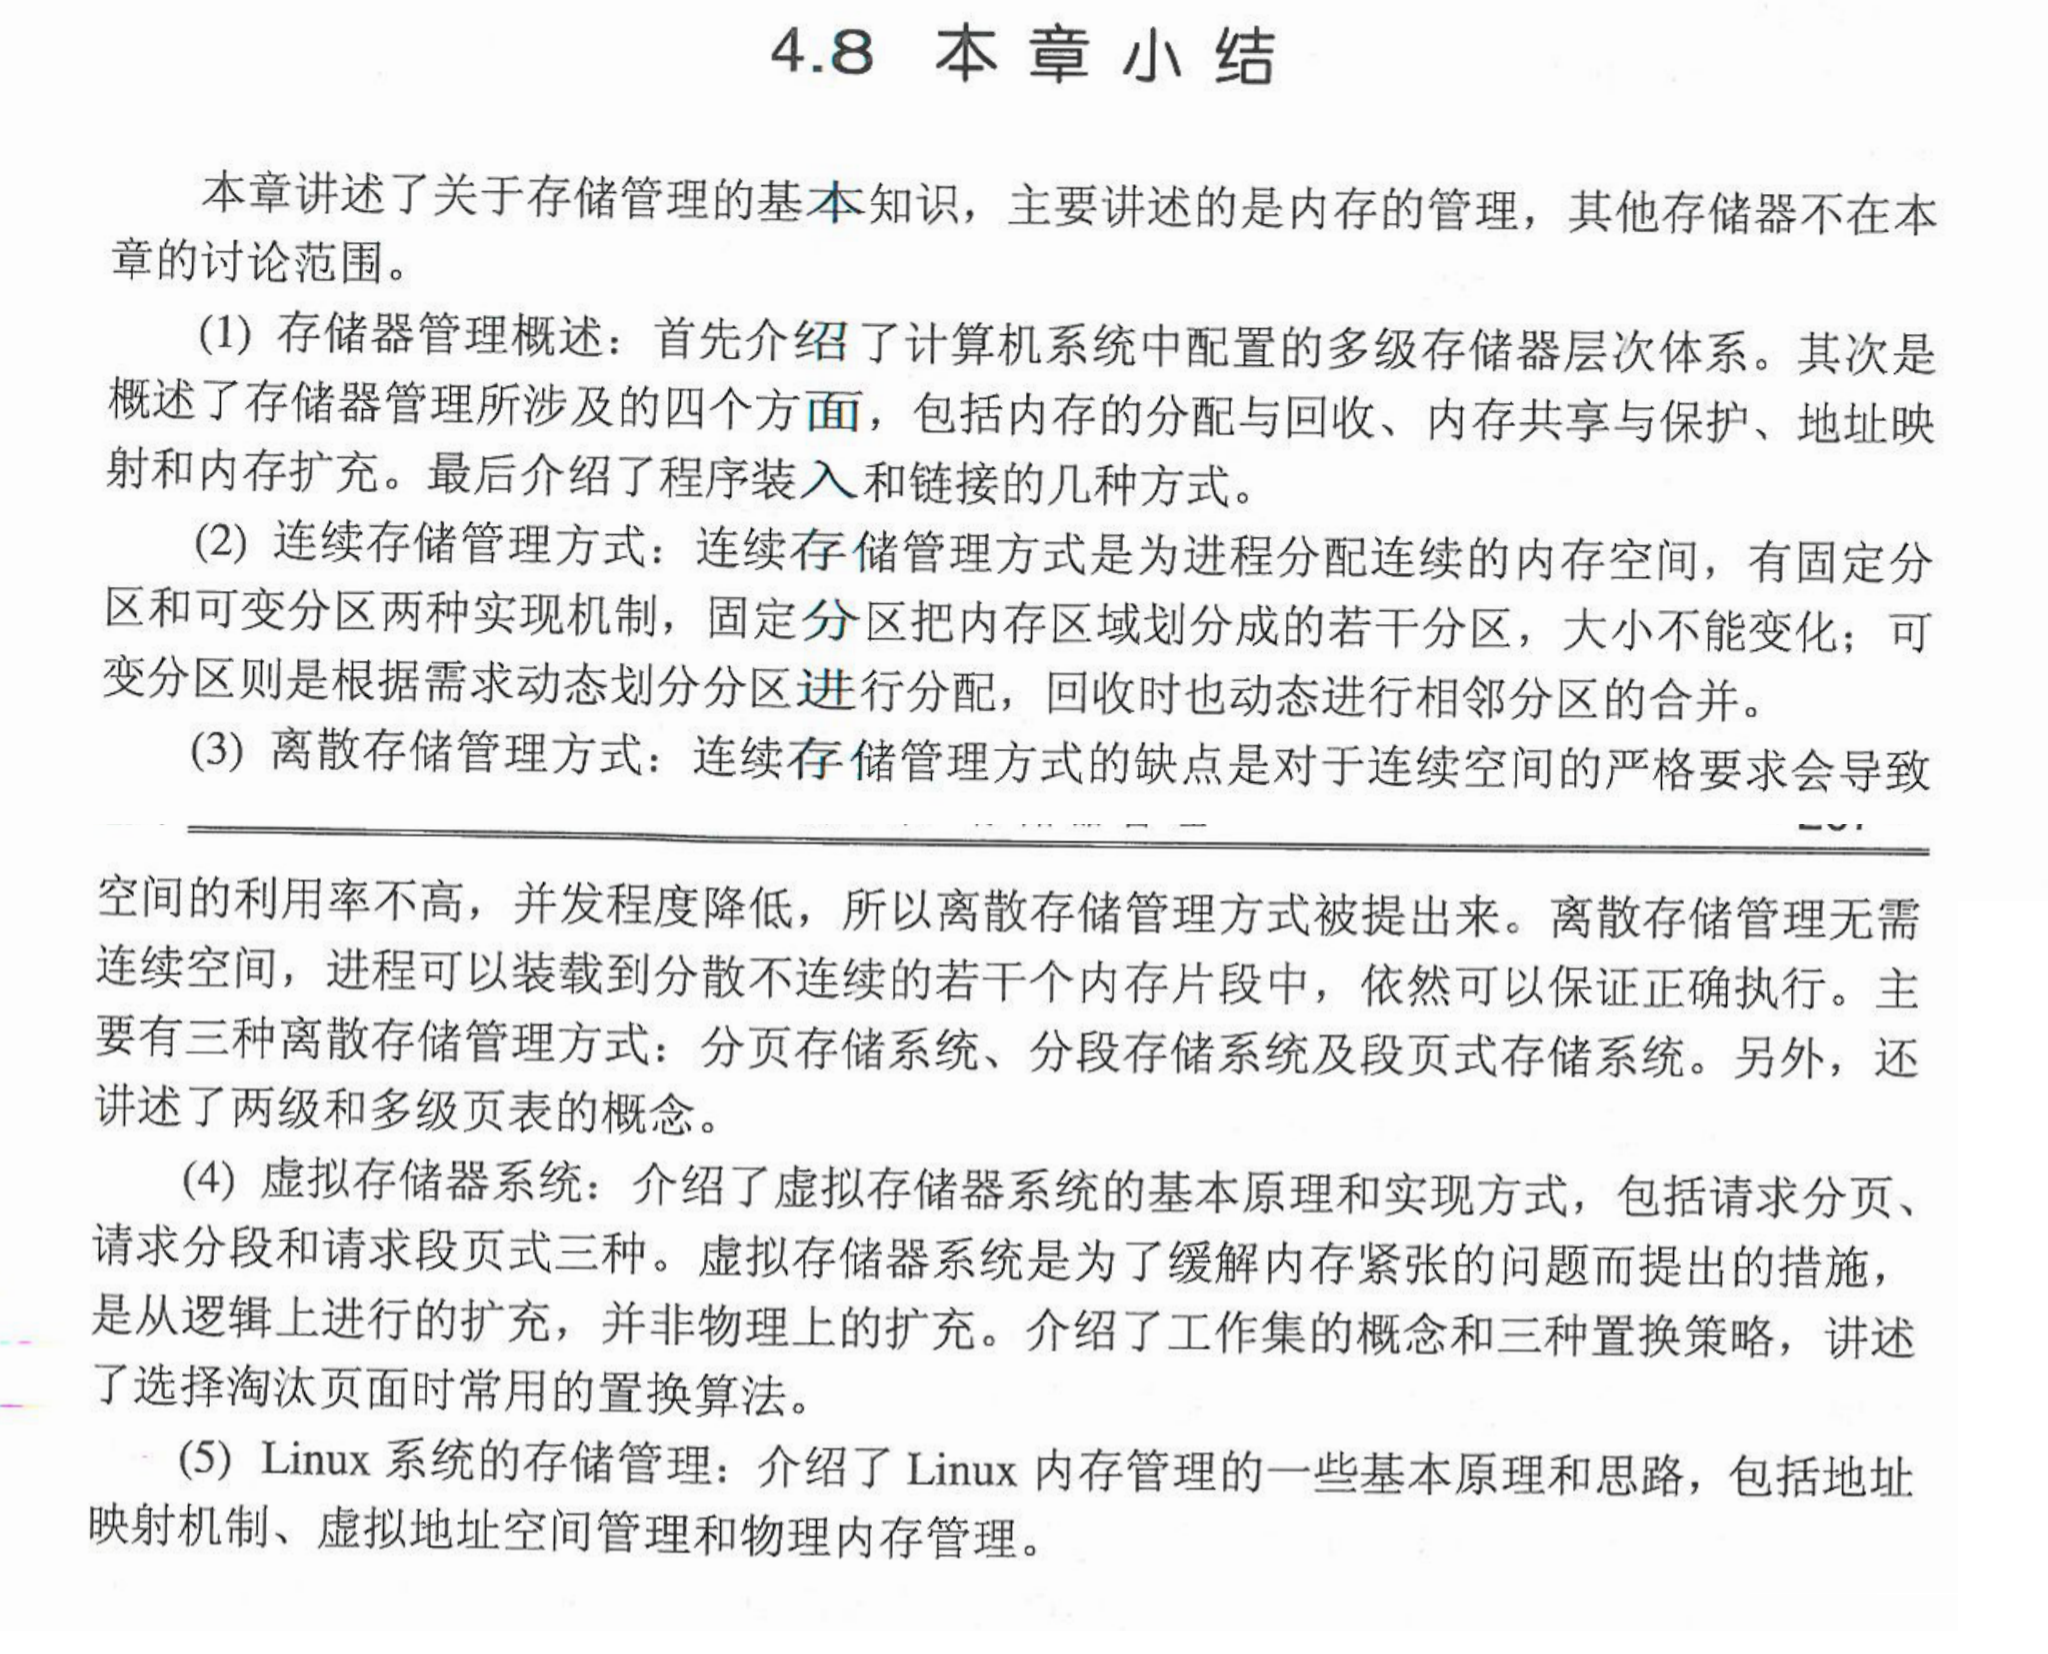 4.8 本章小结
本章讲述了关于存储管理的基本知识，主要讲述的是内存的管理，其他存储器不在本
章的讨论范围。
(1) 存储器管理概述：首先介绍了计算机系统中配置的多级存储器层次体系。其次是
概述了存储器管理所涉及的四个方面，包括内存的分配与回收、内存共享与保护、地址映
射和内存扩充。最后介绍了程序装入和链接的几种方式。
(2) 连续存储管理方式：连续存储管理方式是为进程分配连续的内存空间，有固定分
区和可变分区两种实现机制，固定分区把内存区域划分成的若干分区，大小不能变化；可
变分区则是根据需求动态划分分区进行分配，回收时也动态进行相邻分区的合并。
(3) 离散存储管理方式：连续存储管理方式的缺点是对于连续空间的严格要求会导致
空间的利用率不高，并发程度降低，所以离散存储管理方式被提出来。离散存储管理无需
连续空间，进程可以装载到分散不连续的若干个内存片段中，依然可以保证正确执行。主
要有三种离散存储管理方式：分页存储系统、分段存储系统及段页式存储系统。另外，还
讲述了两级和多级页表的概念。
(4) 虚拟存储器系统：介绍了虚拟存储器系统的基本原理和实现方式，包括请求分页、
请求分段和请求段页式三种。虚拟存储器系统是为了缓解内存紧张的问题而提出的措施，
是从逻辑上进行的扩充，并非物理上的扩充。介绍了工作集的概念和三种置换策略，讲述
了选择淘汰页面时常用的置换算法。
(5) Linux 系统的存储管理：介绍了 Linux 内存管理的一些基本原理和思路，包括地址
映射机制、虚拟地址空间管理和物理内存管理。